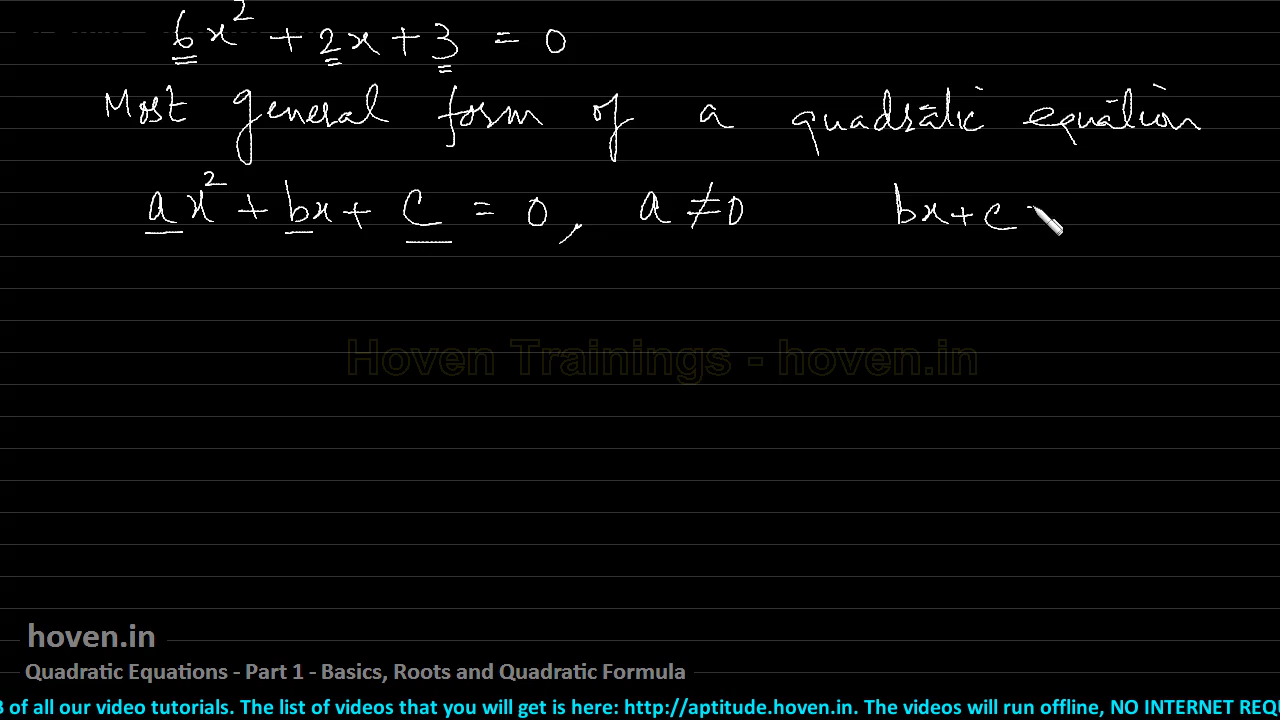 6x² + 2x + 3 = 0
Most general form of a quadratic equation
ax² + bx + c = 0, a ≠ 0 bx + c
Hoven Trainings - hoven.in
hoven.in
Quadratic Equations - Part 1 - Basics, Roots and Quadratic Formula
of all our video tutorials. The list of videos that you will get is here: http://aptitude.hoven.in. The videos will run offline, NO INTERNET REQ